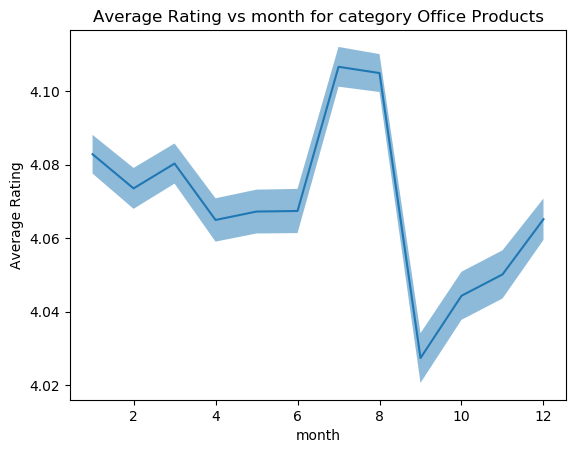 Average Rating vs month for category Office Products
Average Rating
4.10
4.08
4.06
4.04
4.02
2 4 6 8 10 12
month